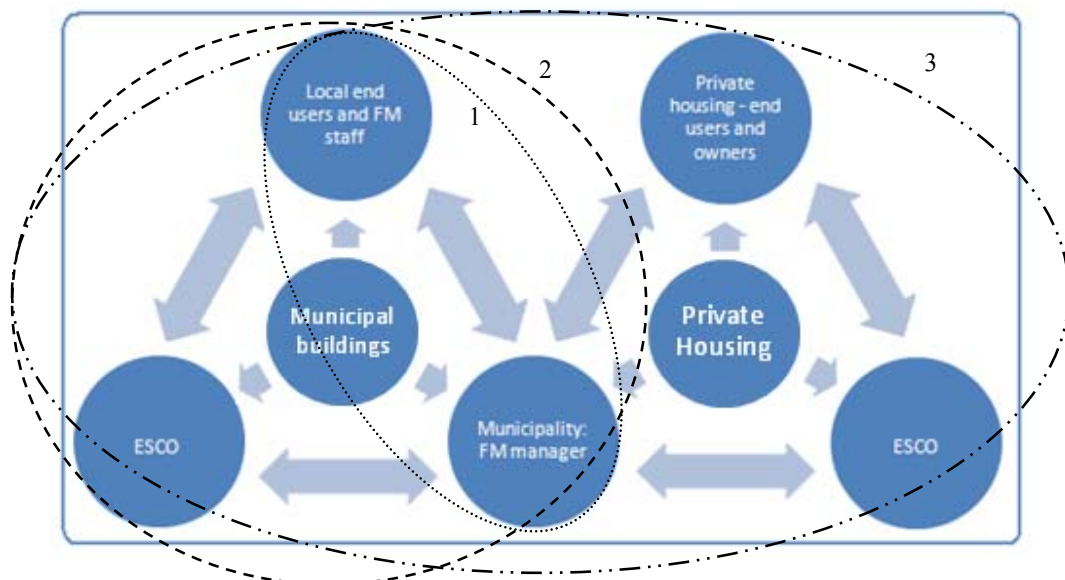 Local end
users and FM
staff
1
2
Private
housing - end
users and
owners
3
Municipal
buildings
Private
Housing
ESCO
Municipality:
FM manager
ESCO